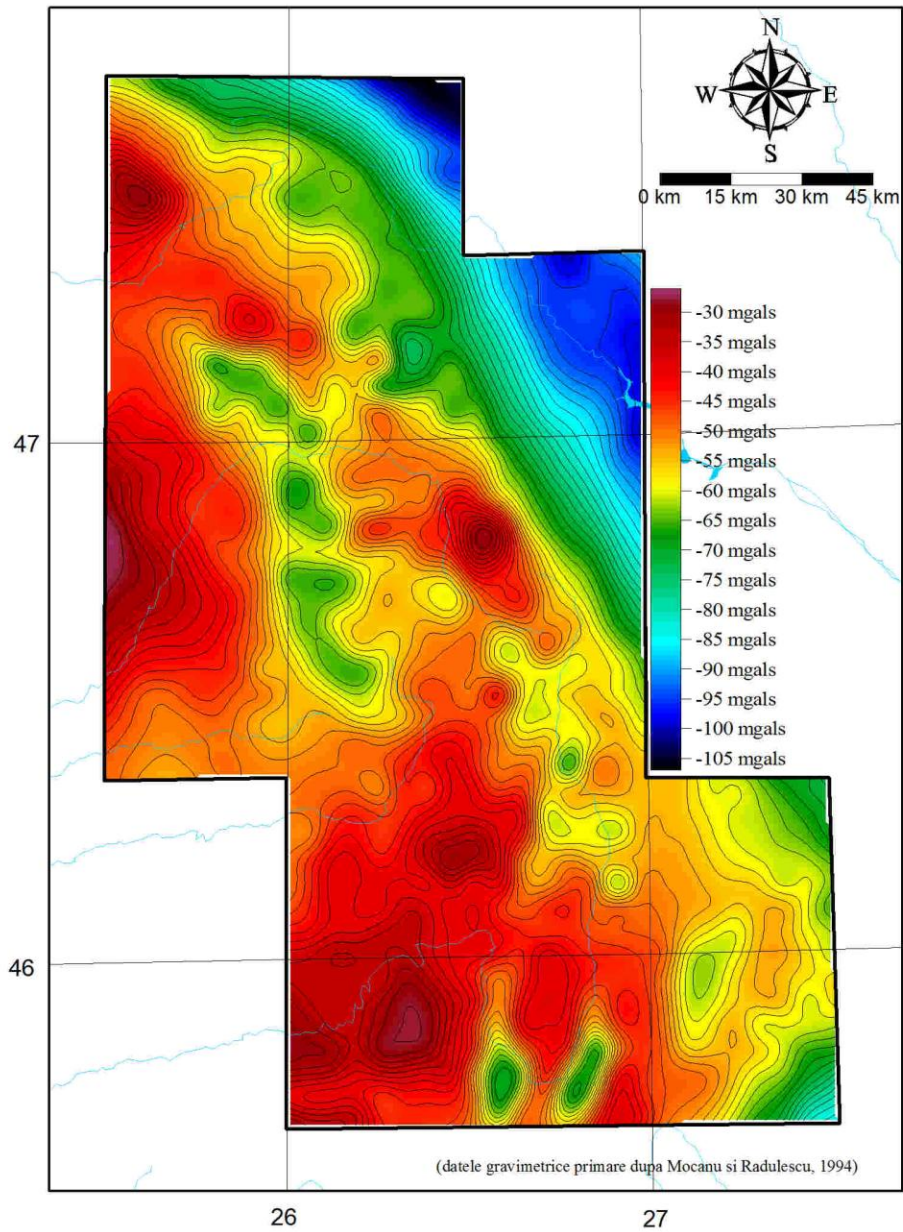 N
W E
S
0 km 15 km 30 km 45 km
-30 mgals
-35 mgals
-40 mgals
-45 mgals
-50 mgals
-55 mgals
-60 mgals
-65 mgals
-70 mgals
-75 mgals
-80 mgals
-85 mgals
-90 mgals
-95 mgals
-100 mgals
-105 mgals
47
46
(datele gravimetrice primare dupa Mocanu si Radulescu, 1994)
26 27